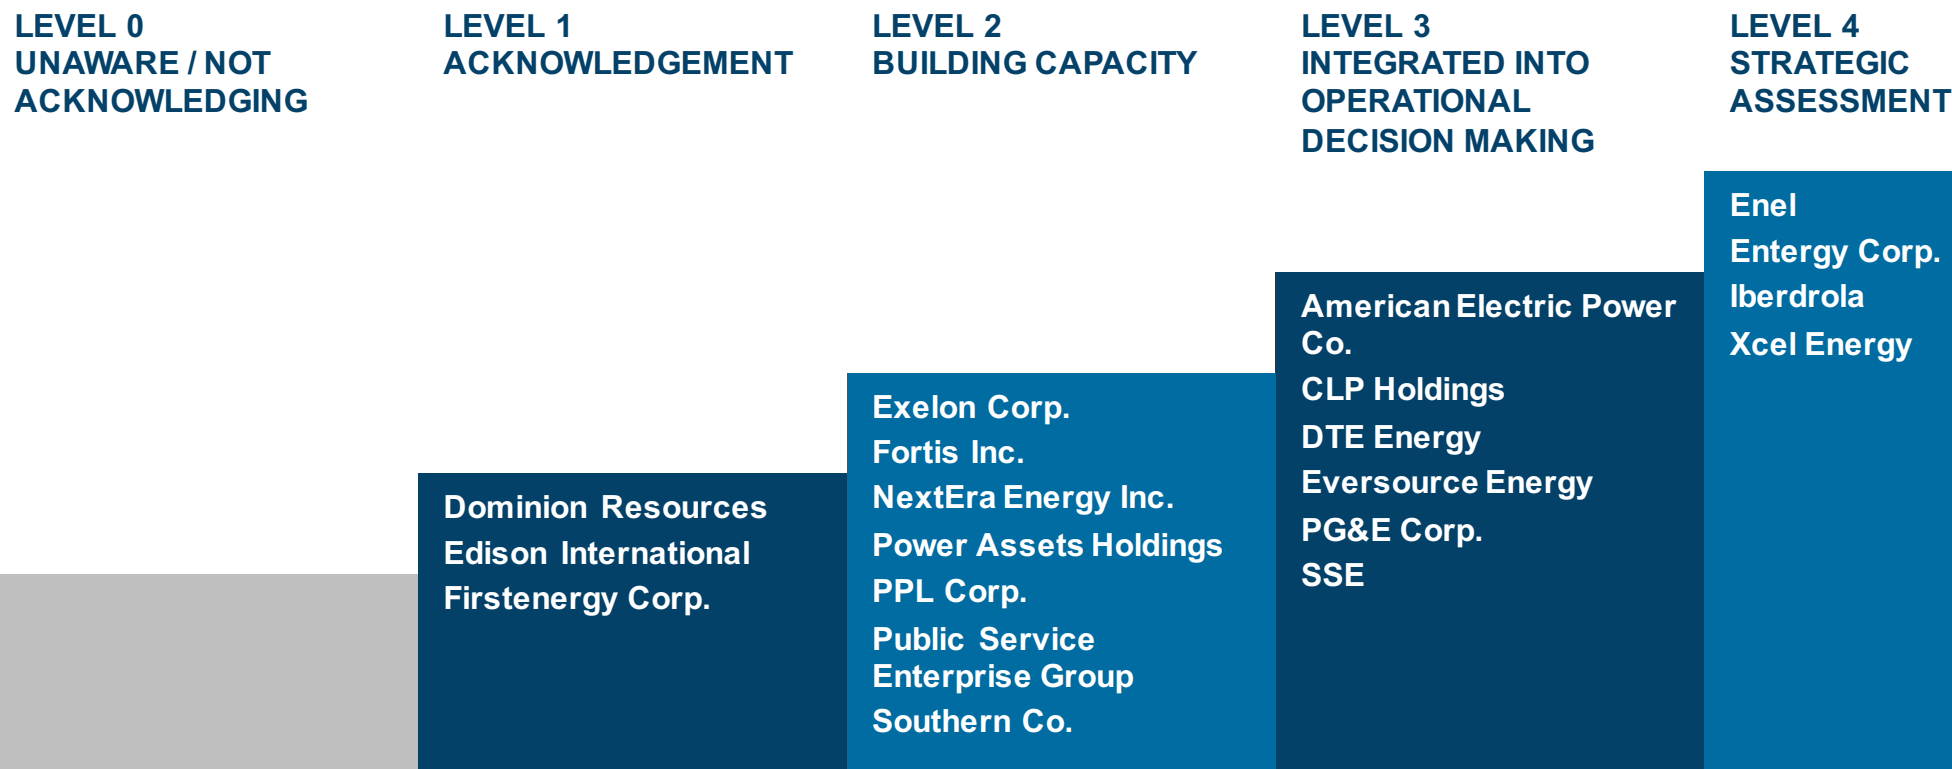 LEVEL 0
UNAWARE / NOT
ACKNOWLEDGING
LEVEL 1
ACKNOWLEDGEMENT
LEVEL 2
BUILDING CAPACITY
LEVEL 3
INTEGRATED INTO
OPERATIONAL
DECISION MAKING
LEVEL 4
STRATEGIC
ASSESSMENT
Dominion Resources
Edison International
Firstenergy Corp.
Exelon Corp.
Fortis Inc.
NextEra Energy Inc.
Power Assets Holdings
PPL Corp.
Public Service
Enterprise Group
Southern Co.
American Electric Power
Co.
CLP Holdings
DTE Energy
Eversource Energy
PG&E Corp.
SSE
Enel
Entergy Corp.
Iberdrola
Xcel Energy